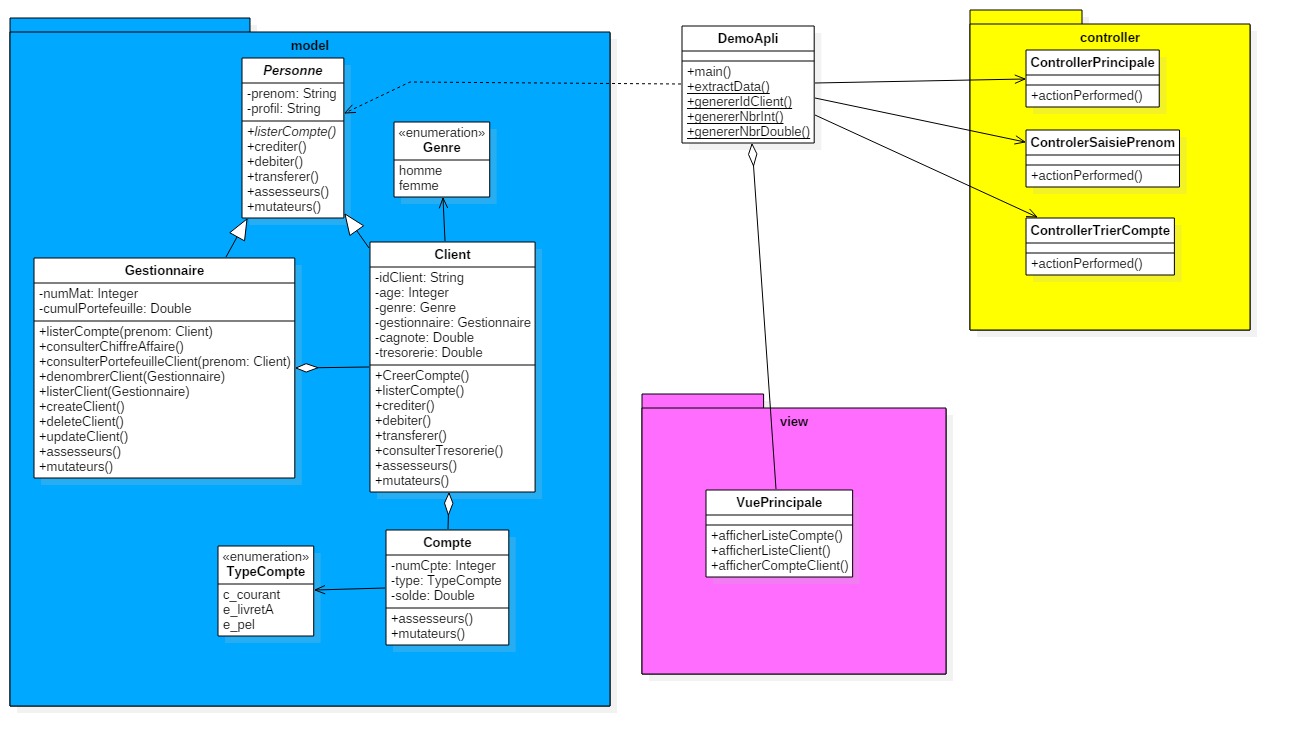 model
Personne
-prenom: String
-profil: String
+listerCompte()
+crediter()
+debiter()
+transferer()
+assesseurs()
+mutateurs()
«enumeration»
Genre
homme
femme
Gestionnaire
-numMat: Integer
-cumulPortefeuille: Double
+listerCompte(prenom: Client)
+consulterChiffreAffaire()
+consulterPortefeuilleClient(prenom: Client)
+denombrerClient(Gestionnaire)
+listerClient(Gestionnaire)
+createClient()
+deleteClient()
+updateClient()
+assesseurs()
+mutateurs()
Client
-idClient: String
-age: Integer
-genre: Genre
-gestionnaire: Gestionnaire
-cagnote: Double
-tresorerie: Double
+CreerCompte()
+listerCompte()
+crediter()
+debiter()
+transferer()
+consulterTresorerie()
+assesseurs()
+mutateurs()
«enumeration»
TypeCompte
c_courant
e_livretA
e_pel
Compte
-numCpte: Integer
-type: TypeCompte
-solde: Double
+assesseurs()
+mutateurs()
DemoApli
+main()
+extractData()
+genererIdClient()
+genererNbrInt()
+genererNbrDouble()
view
VuePrincipale
+afficherListeCompte()
+afficherListeClient()
+afficherCompteClient()
controller
ControllerPrincipale
+actionPerformed()
ControlerSaisiePrenom
+actionPerformed()
ControllerTrierCompte
+actionPerformed()